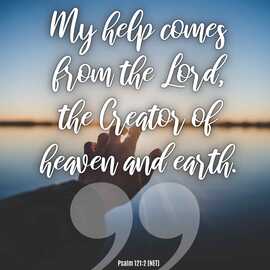 My help comes
from the Lord,
the Creator of
heaven and earth.
Psalm 121:2 (NET)